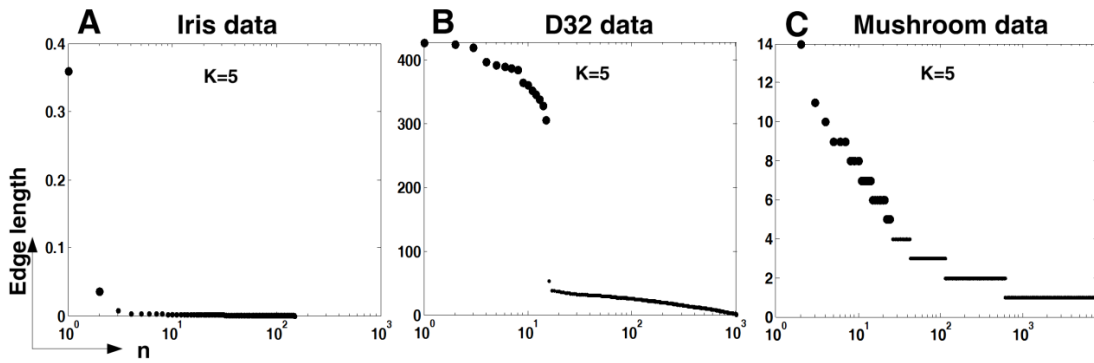 A Iris data
B D32 data
C Mushroom data
K=5
K=5
K=5
0.4
0.3
0.2
0.1
0
400
300
200
100
0
14
12
10
8
6
4
2
0
Edge length
10^0 10^1 10^2 10^3
10^0 10^1 10^2 10^3
10^0 10^1 10^2 10^3
n